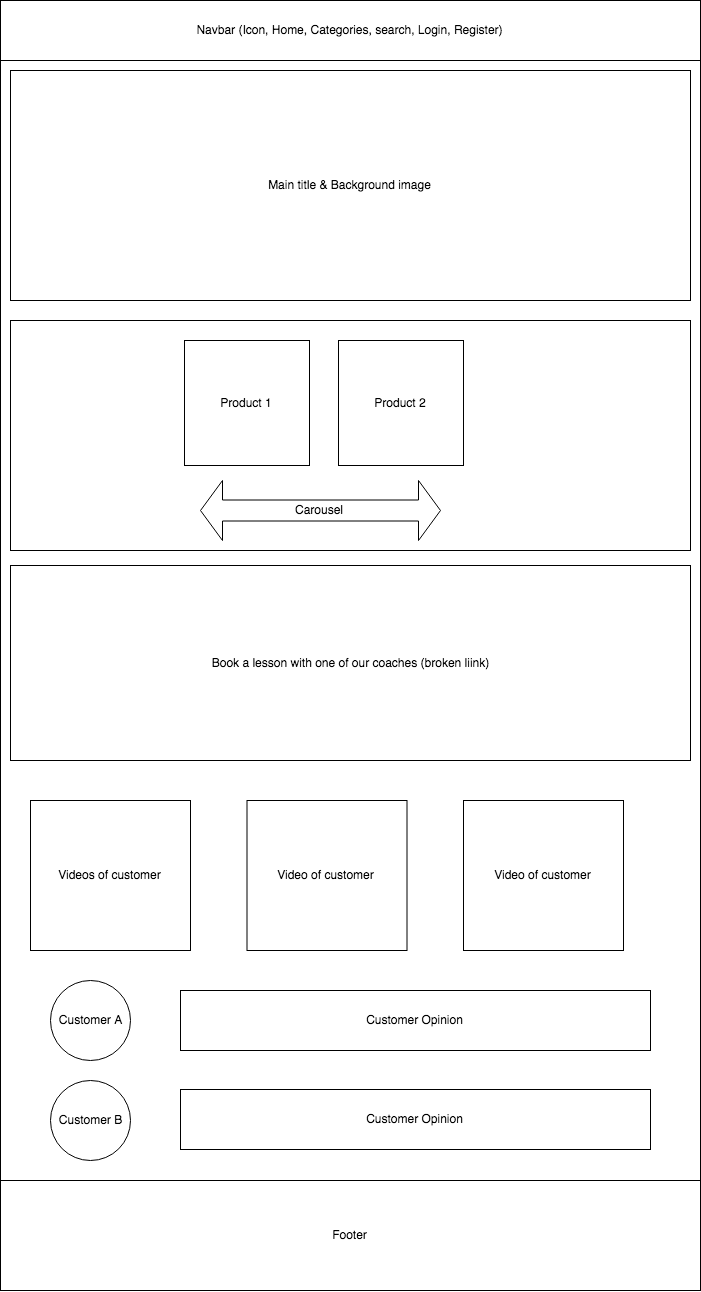 Navbar (Icon, Home, Categories, search, Login, Register)
Main title & Background image
Product 1
Product 2
Carousel
Book a lesson with one of our coaches (broken liink)
Videos of customer
Video of customer
Video of customer
Customer A
Customer Opinion
Customer B
Customer Opinion
Footer